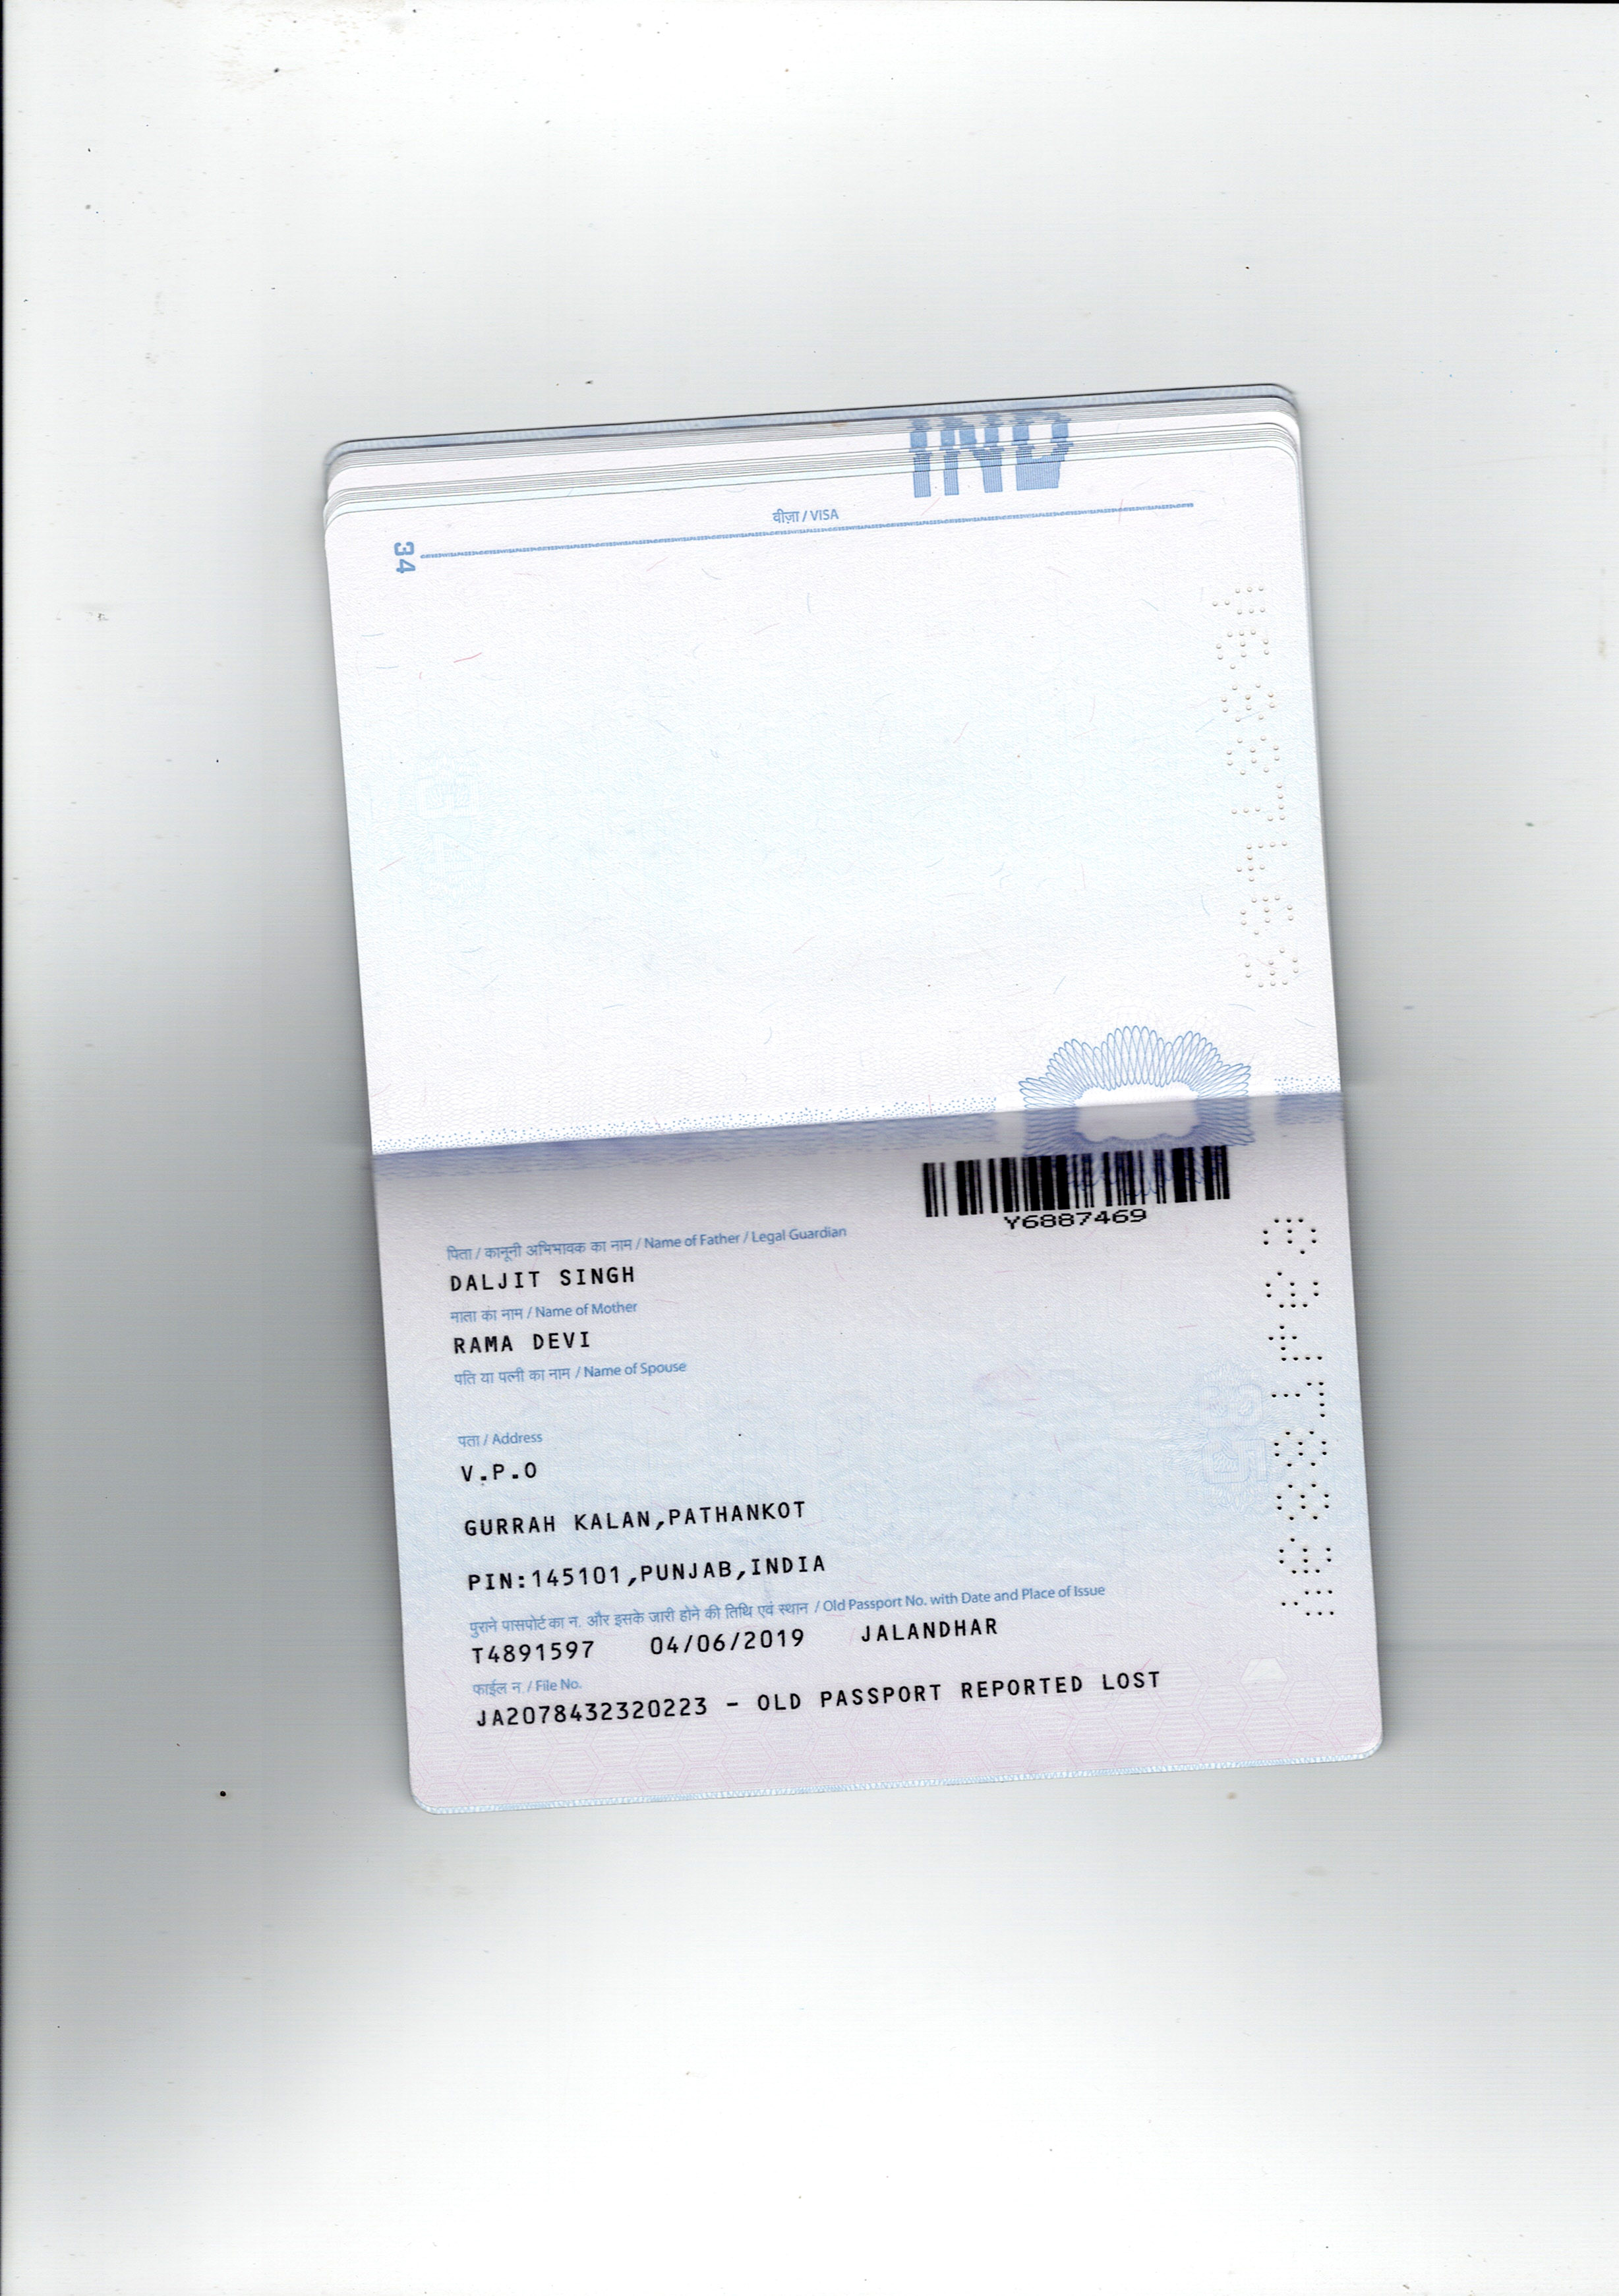 IND
वीज़ा / VISA
34
Y6887469
Y6887469
पिता / कानूनी अभिभावक का नाम / Name of Father / Legal Guardian
DALJIT SINGH
माता का नाम / Name of Mother
RAMA DEVI
पति या पत्नी का नाम / Name of Spouse
पता / Address
V.P.O
GURRAH KALAN,PATHANKOT
PIN:145101,PUNJAB,INDIA
पुराने पासपोर्ट का न. और इसके जारी होने की तिथि एवं स्थान / Old Passport No. with Date and Place of Issue
T4891597 04/06/2019 JALANDHAR
फाईल न. / File No.
JA2078432320223 - OLD PASSPORT REPORTED LOST